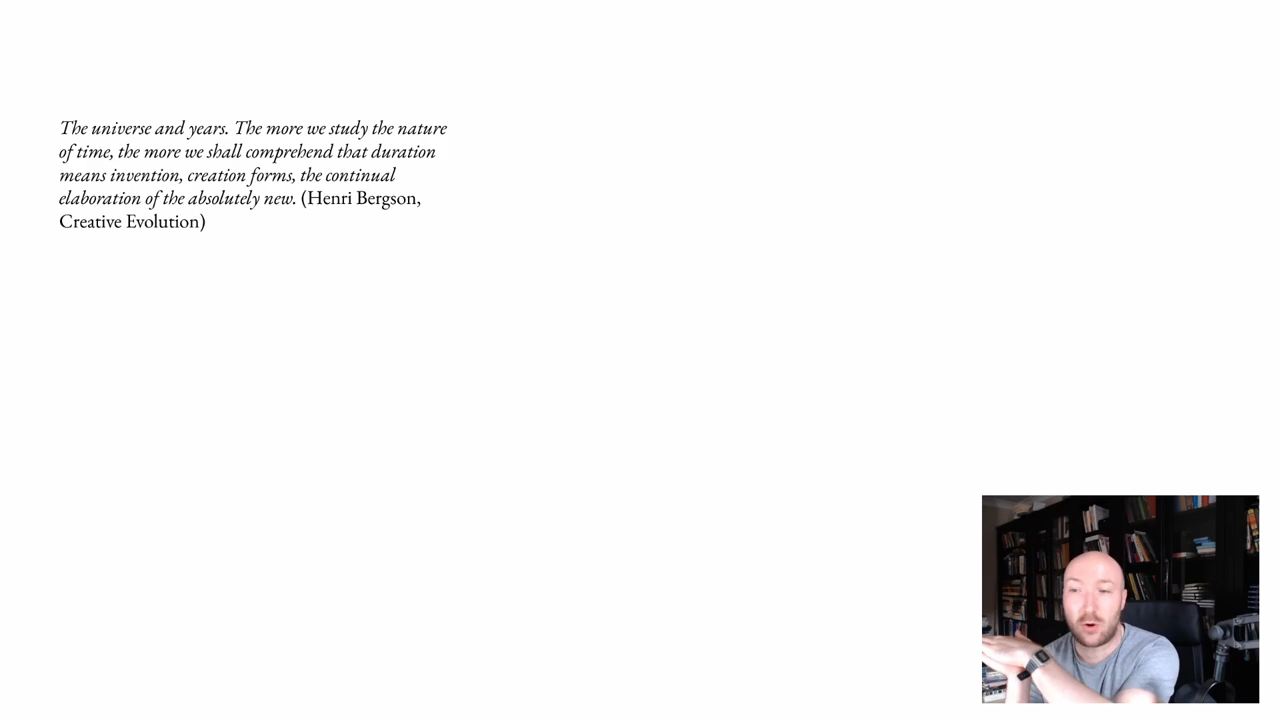 The universe and years. The more we study the nature
of time, the more we shall comprehend that duration
means invention, creation forms, the continual
elaboration of the absolutely new. (Henri Bergson,
Creative Evolution)